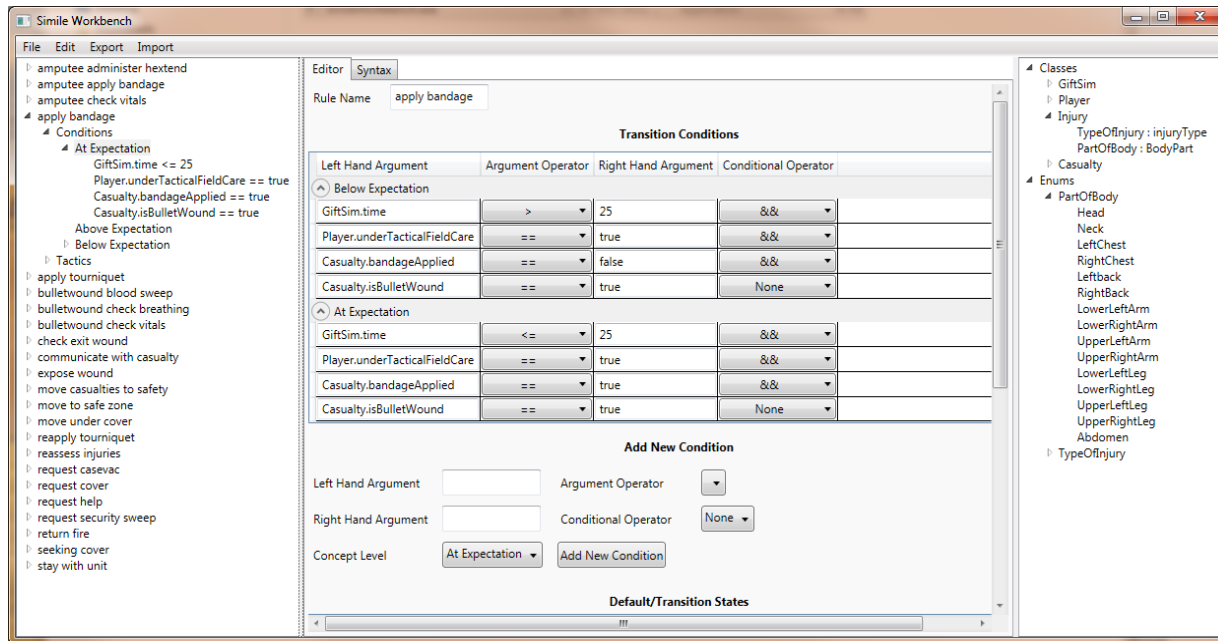 Simile Workbench
File Edit Export Import
amputee administer hextend
amputee apply bandage
amputee check vitals
apply bandage
Conditions
At Expectation
GiftSim.time <= 25
Player.underTacticalFieldCare == true
Casualty.bandageApplied == true
Casualty.isBulletWound == true
Above Expectation
Below Expectation
Tactics
apply tourniquet
bulletwound blood sweep
bulletwound check breathing
bulletwound check vitals
check exit wound
communicate with casualty
expose wound
move casualties to safety
move to safe zone
move under cover
reapply tourniquet
reassess injuries
request casevac
request cover
request help
request security sweep
return fire
seeking cover
stay with unit
Editor Syntax
Rule Name apply bandage
Transition Conditions
Left Hand Argument Argument Operator Right Hand Argument Conditional Operator
Below Expectation
GiftSim.time > 25 &&
Player.underTacticalFieldCare == true &&
Casualty.bandageApplied == false &&
Casualty.isBulletWound == true None
At Expectation
GiftSim.time <= 25 &&
Player.underTacticalFieldCare == true &&
Casualty.bandageApplied == true &&
Casualty.isBulletWound == true None
Add New Condition
Left Hand Argument Argument Operator
Right Hand Argument Conditional Operator None
Concept Level At Expectation Add New Condition
Default/Transition States
Classes
GiftSim
Player
Injury
TypeOfInjury : injuryType
PartOfBody : BodyPart
Casualty
Enums
PartOfBody
Head
Neck
LeftChest
RightChest
Leftback
RightBack
LowerLeftArm
LowerRightArm
UpperLeftArm
UpperRightArm
LowerLeftLeg
LowerRightLeg
UpperLeftLeg
UpperRightLeg
Abdomen
TypeOfInjury